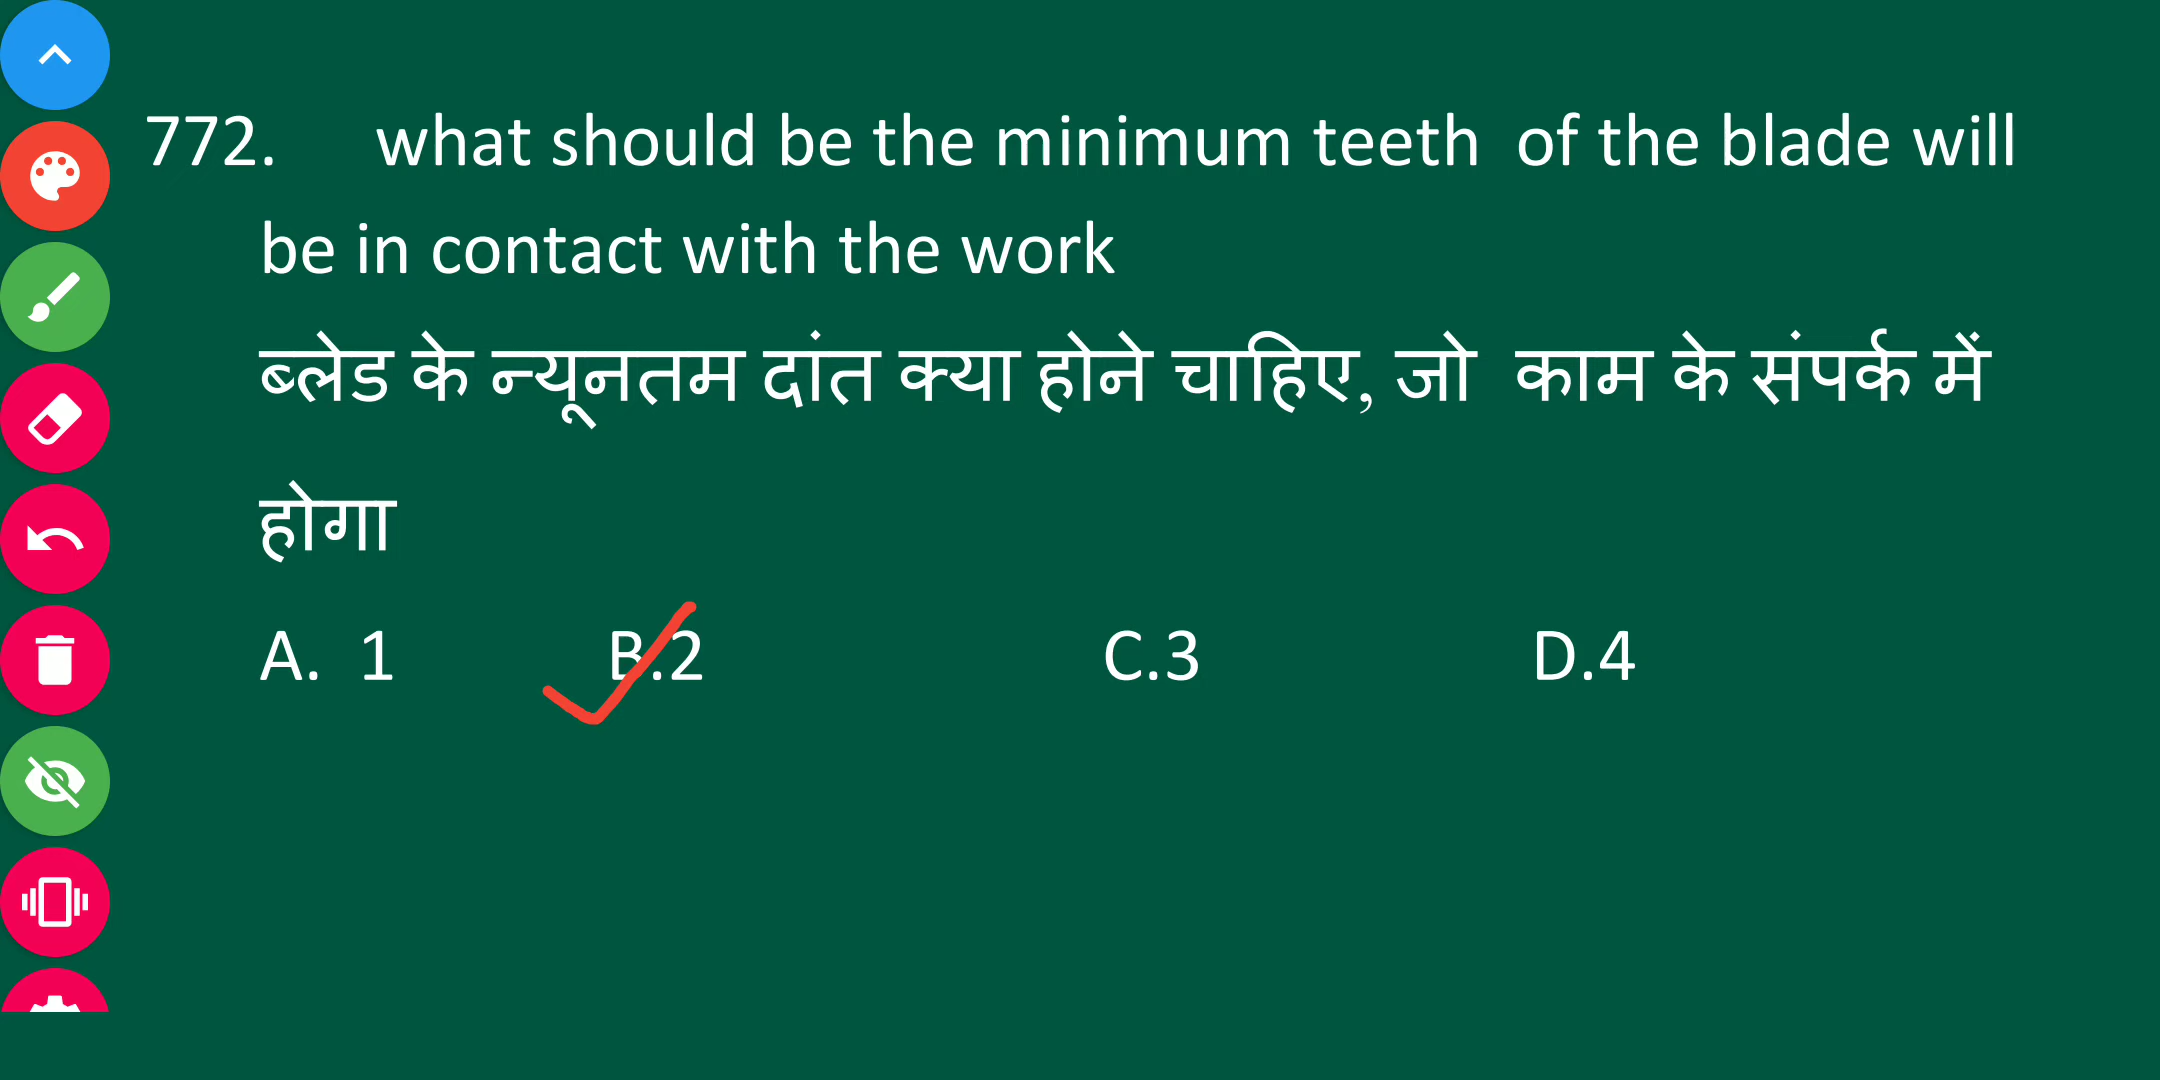 772. what should be the minimum teeth of the blade will
be in contact with the work
ब्लेड के न्यूनतम दांत क्या होने चाहिए, जो काम के संपर्क में
होगा
A. 1 B.2 C.3 D.4